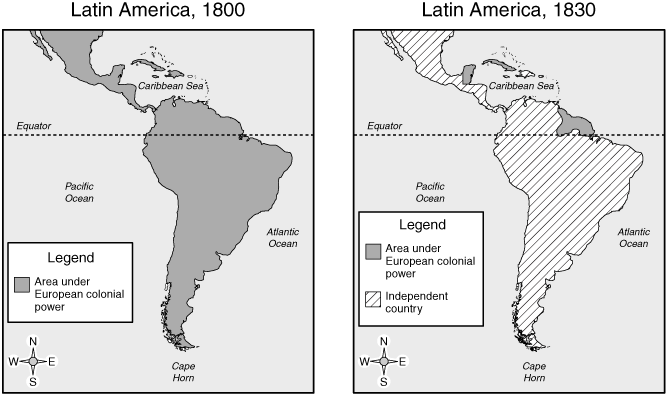 Latin America, 1800
Caribbean Sea
Equator
Pacific
Ocean
Atlantic
Ocean
Legend
Area under
European colonial
power
N
W E
S
Cape
Horn
Latin America, 1830
Caribbean Sea
Equator
Pacific
Ocean
Atlantic
Ocean
Legend
Area under
European colonial
power
Independent
country
N
W E
S
Cape
Horn